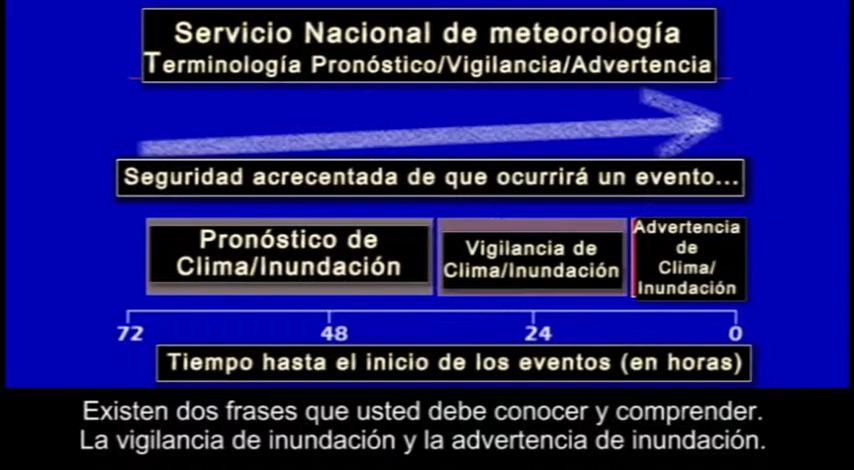 Servicio Nacional de meteorología
Terminología Pronóstico/Vigilancia/Advertencia
Seguridad acrecentada de que ocurrirá un evento...
Pronóstico de
Clima/Inundación
Vigilancia de
Clima/Inundación
Advertencia
de
Clima/
Inundación
72 48 24 0
Tiempo hasta el inicio de los eventos (en horas)
Existen dos frases que usted debe conocer y comprender.
La vigilancia de inundación y la advertencia de inundación.